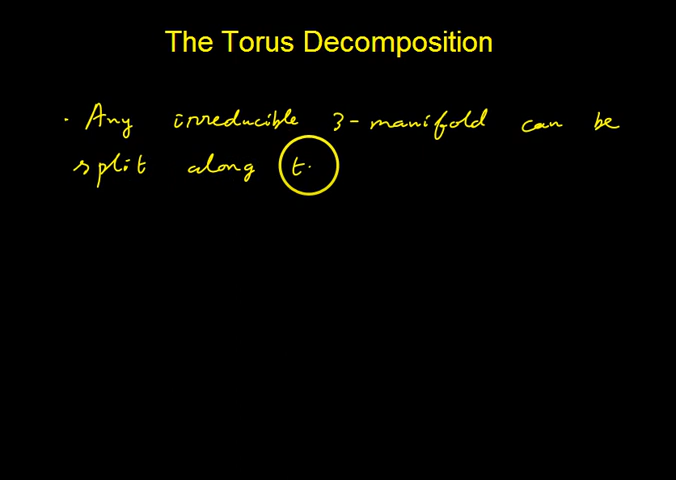 The Torus Decomposition
· Any irreducible 3-manifold can be
split along t.